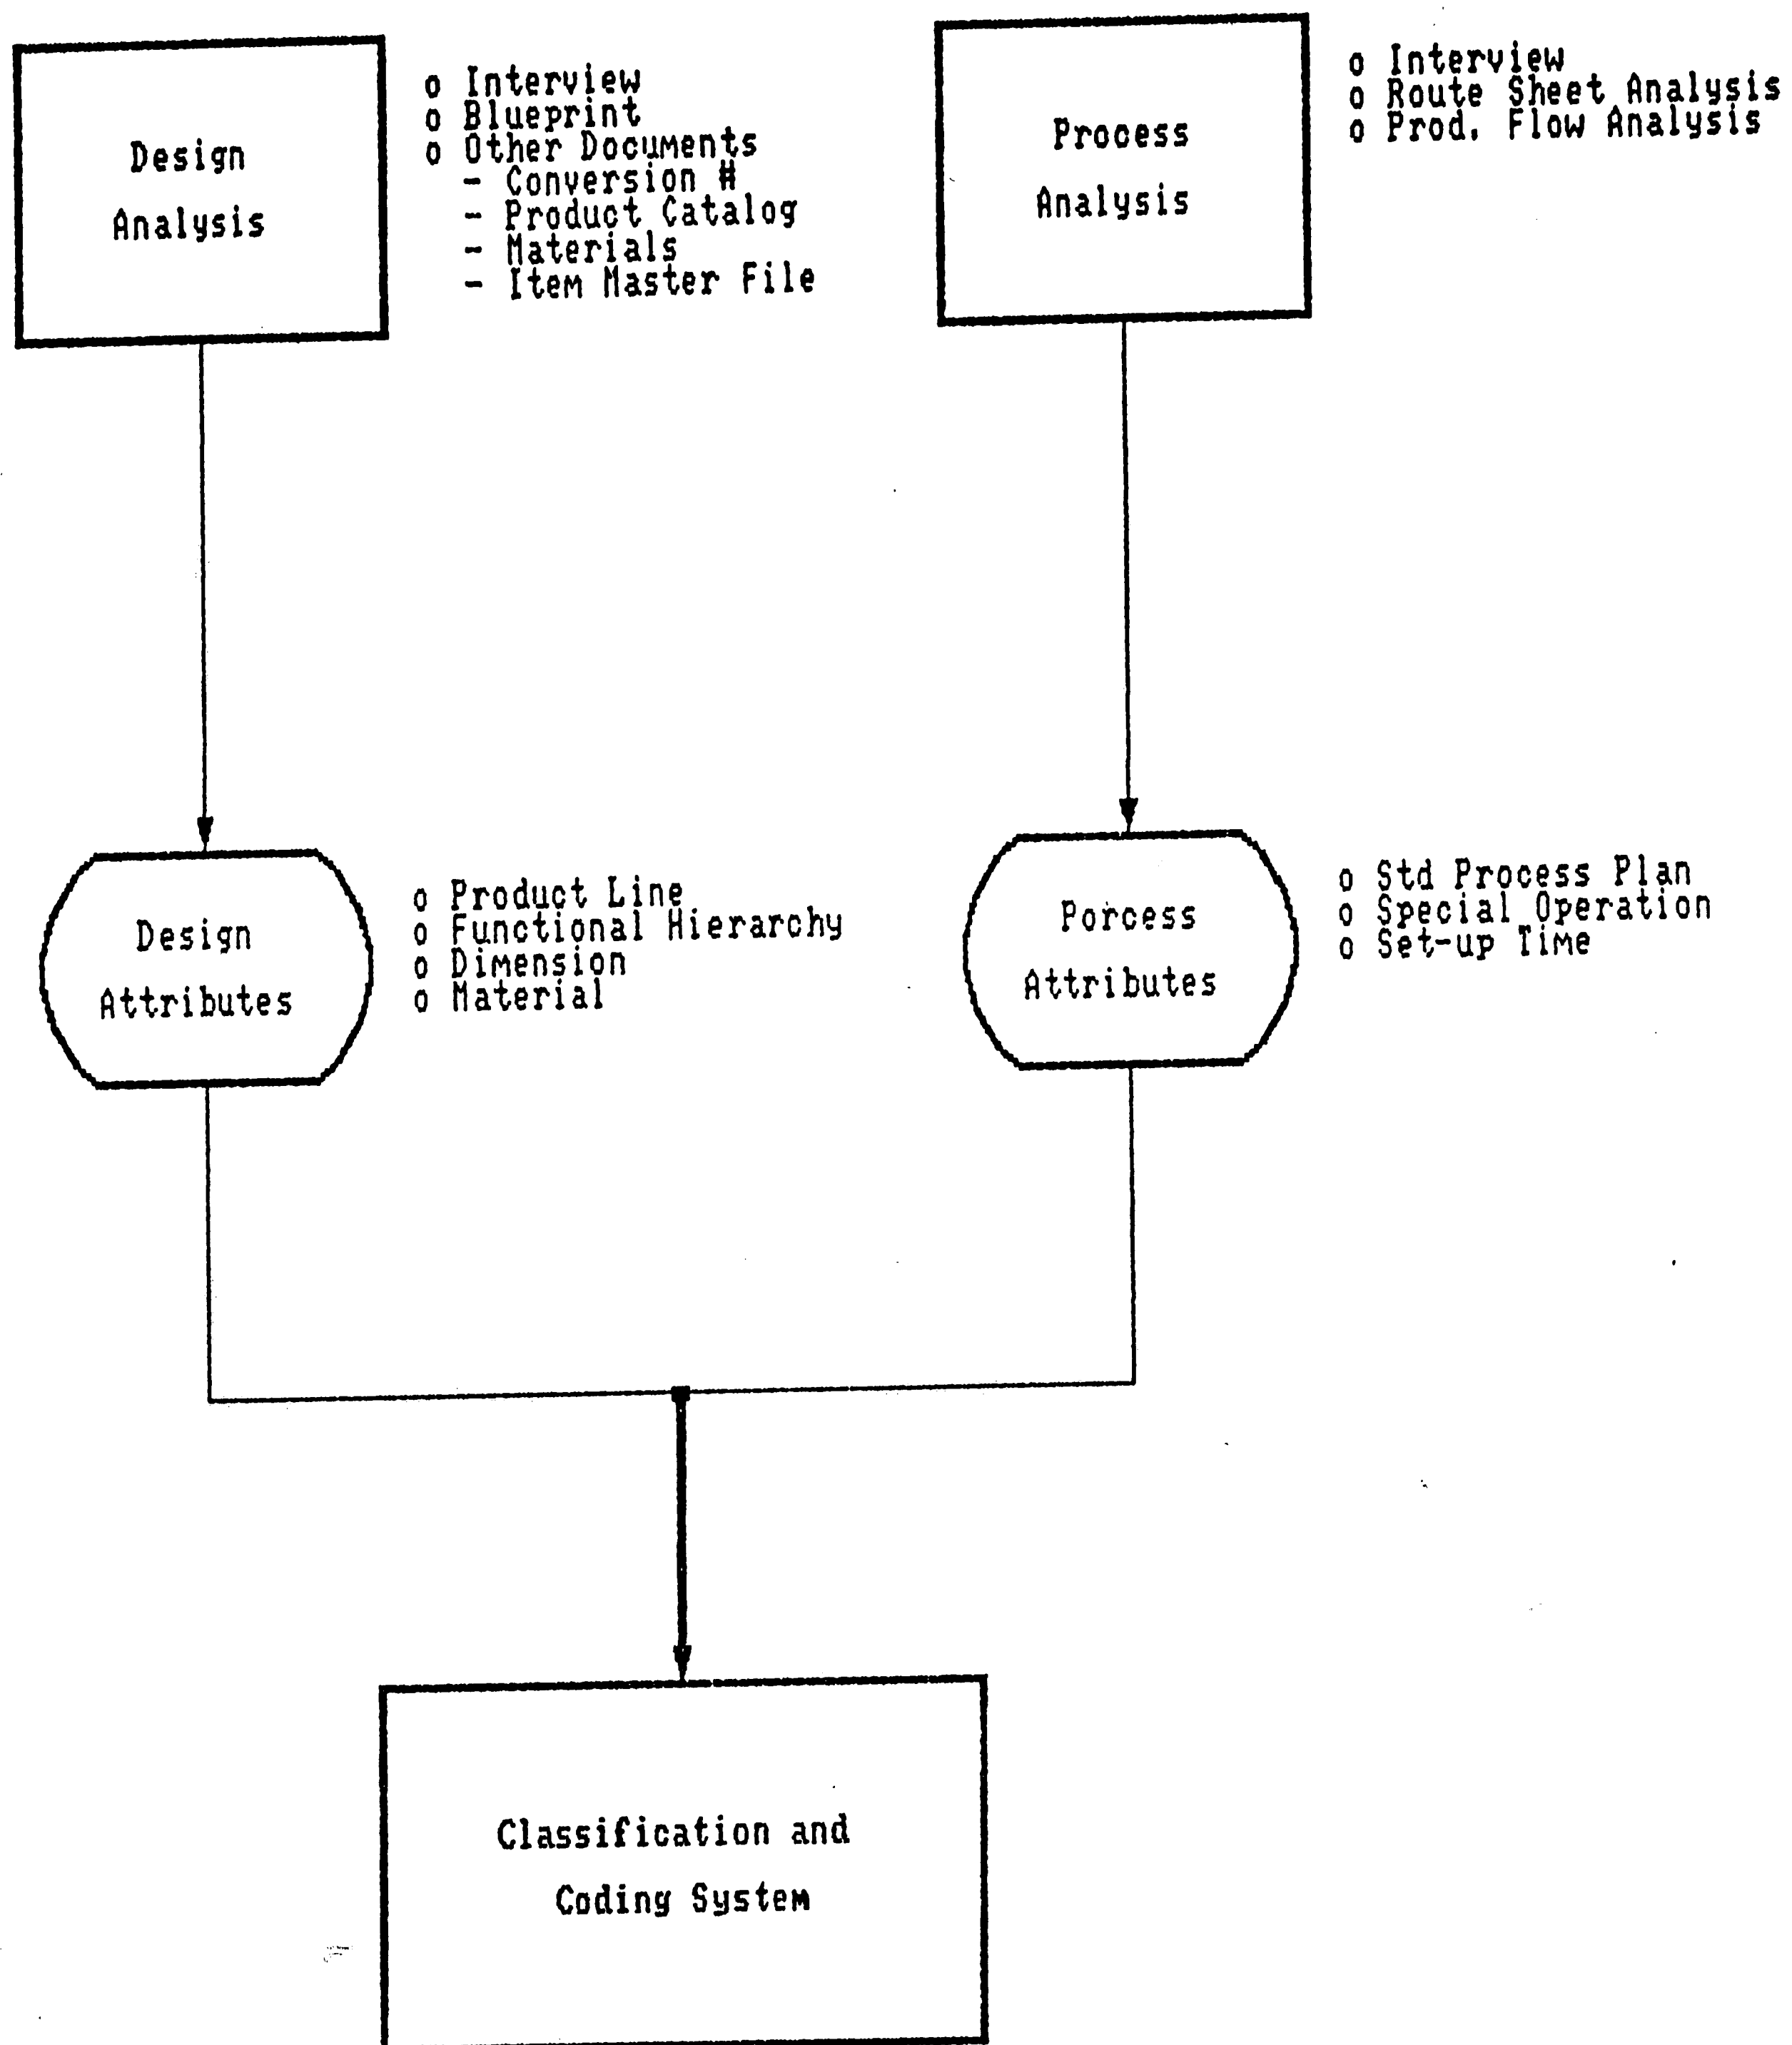 Design
Analysis
o Interview
o Blueprint
o Other Documents
- Conversion #
- Product Catalog
- Materials
- Item Master File
Process
Analysis
o Interview
o Route Sheet Analysis
o Prod. Flow Analysis
Design
Attributes
o Product Line
o Functional Hierarchy
o Dimension
o Material
Porcess
Attributes
o Std Process Plan
o Special Operation
o Set-up Time
Classification and
Coding System